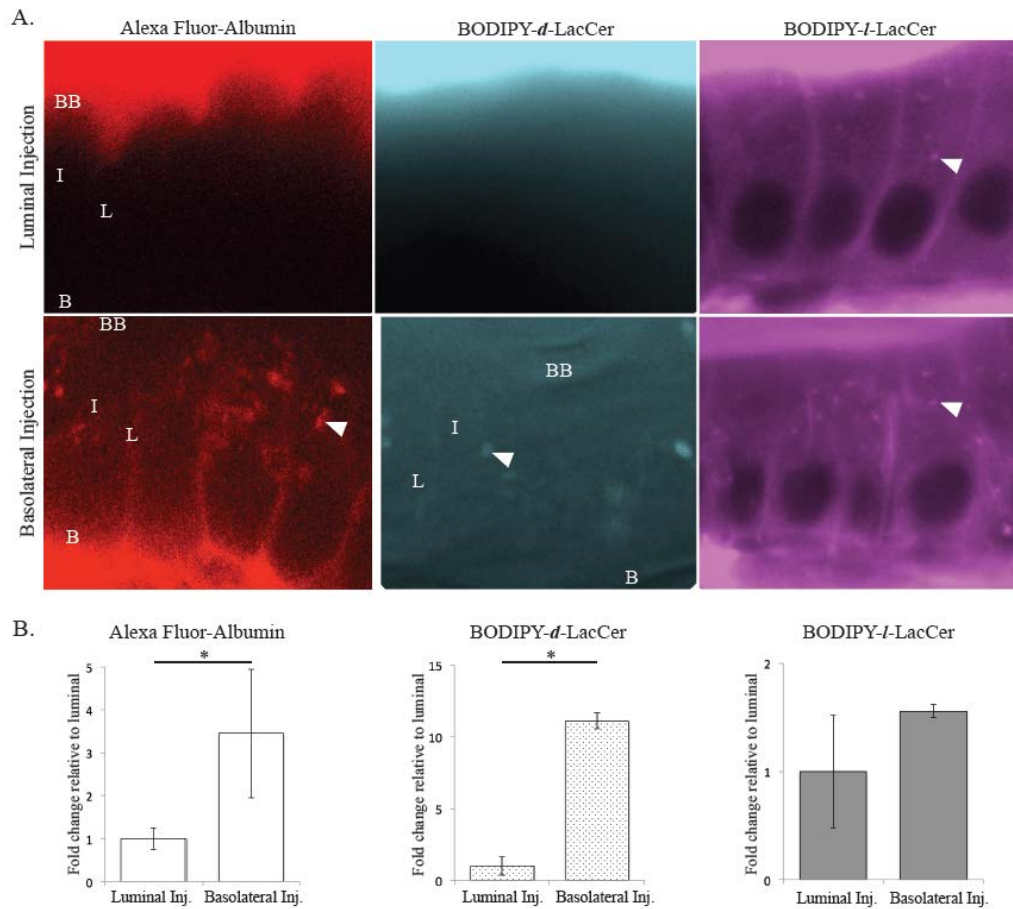 A.
Alexa Fluor-Albumin
BODIPY-d-LacCer
BODIPY-l-LacCer
Luminal Injection
BB
I
L
B
Basolateral Injection
BB
I
L
B
BB
I
L
B
B.
Alexa Fluor-Albumin
BODIPY-d-LacCer
BODIPY-l-LacCer
Fold change relative to luminal
5
4
3
2
1
0
*
Luminal Inj. Basolateral Inj.
Fold change relative to luminal
15
10
5
0
*
Luminal Inj. Basolateral Inj.
Fold change relative to luminal
2
1
0
Luminal Inj. Basolateral Inj.